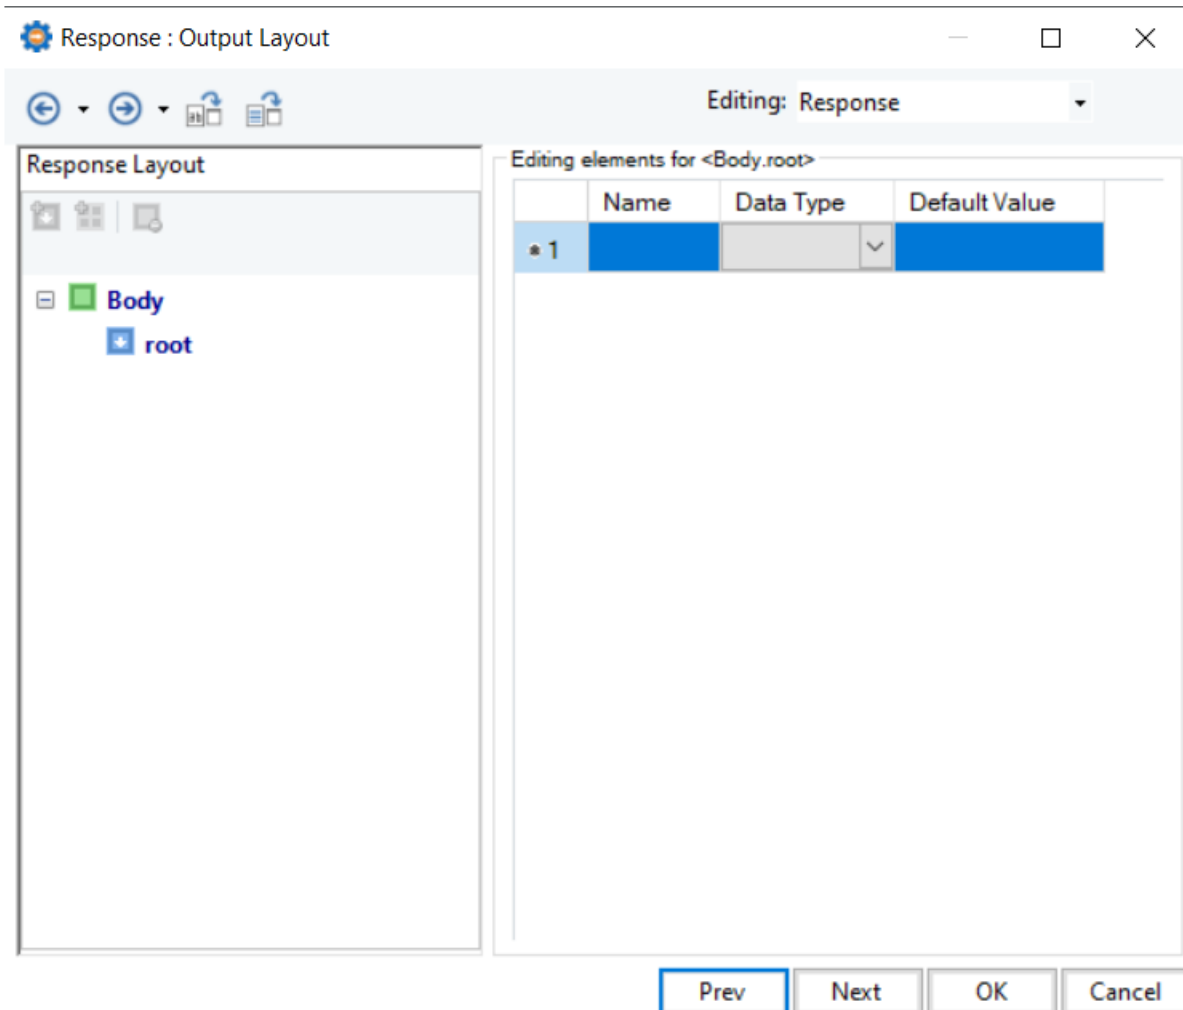 Response : Output Layout
Editing: Response
Response Layout
Editing elements for <Body.root>
Name Data Type Default Value
1
Body
root
Prev Next OK Cancel